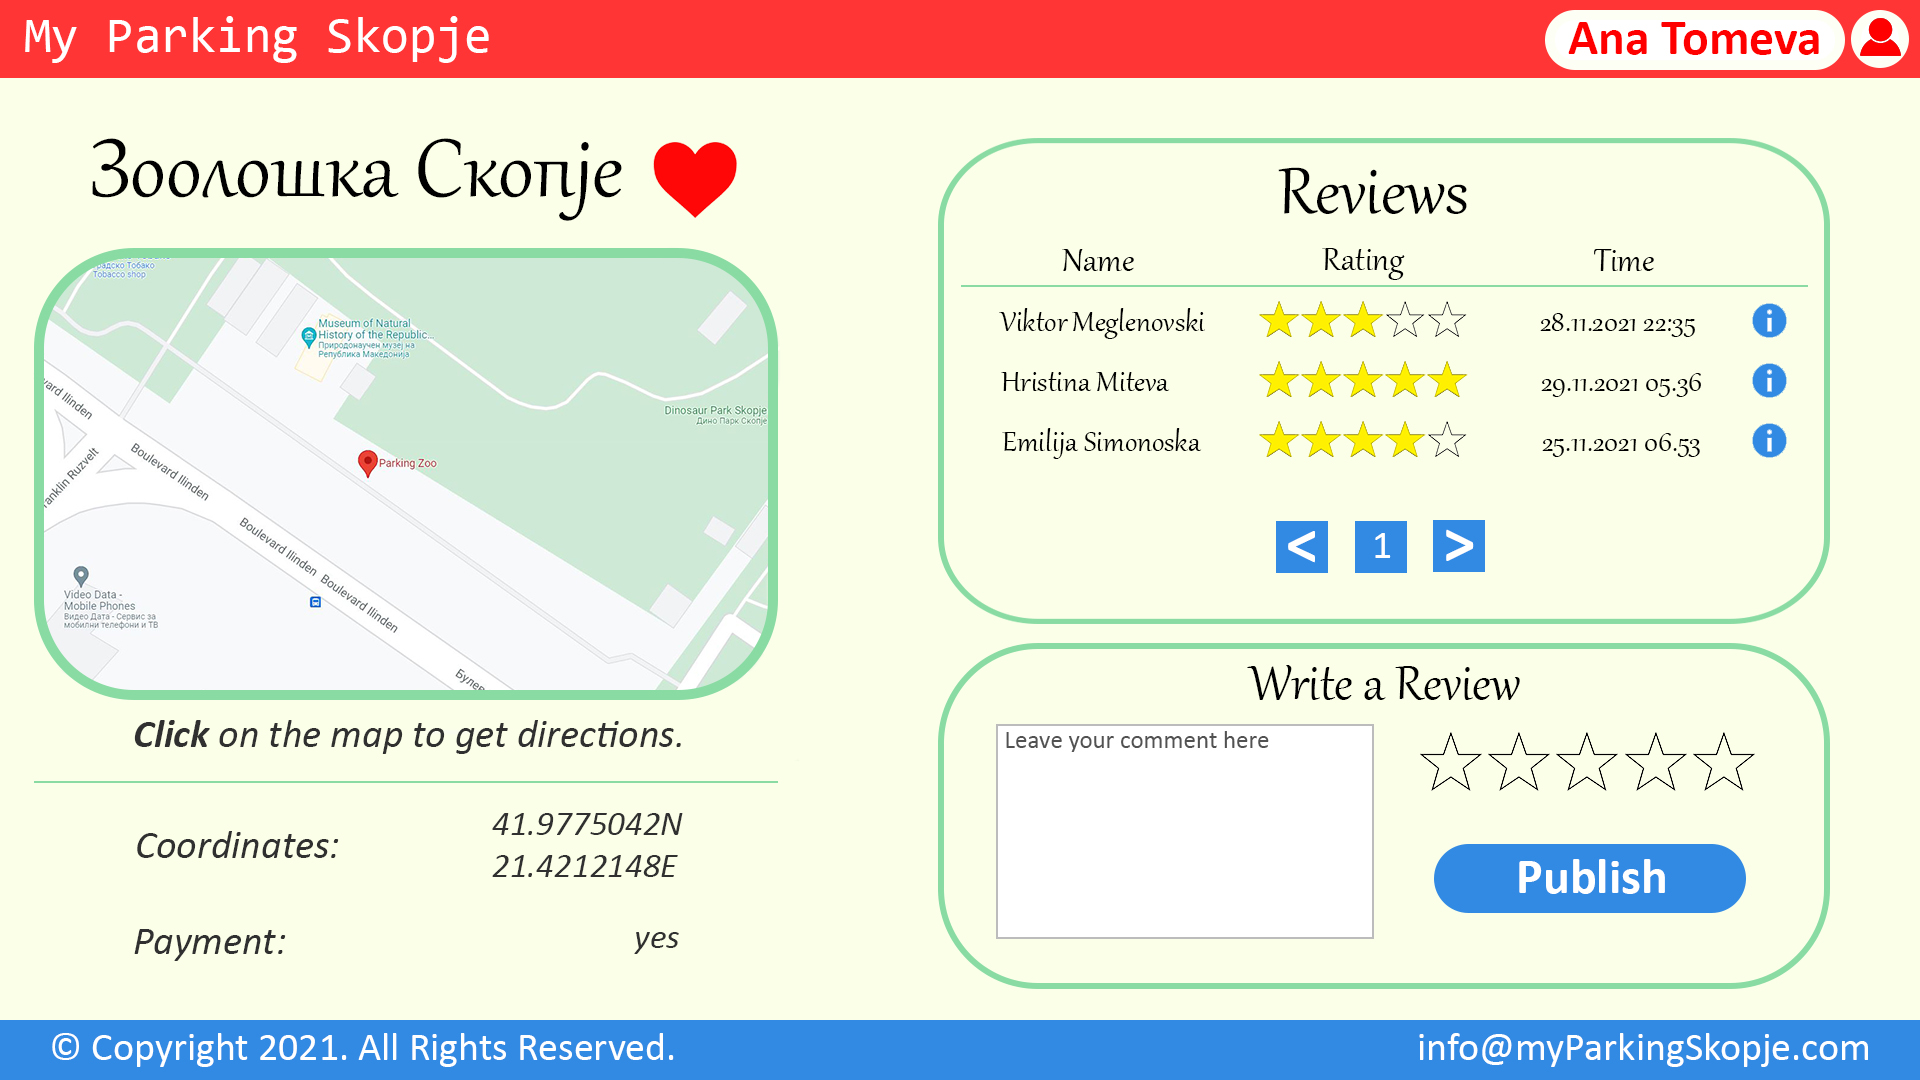 My Parking Skopje
Ana Tomeva
Зоолошка Скопје
Градско Тобако
Tobacco shop
Museum of Natural
History of the Republic...
Природонаучен музеј на
Република Македонија
Dinosaur Park Skopje
Дино Парк Скопје
vard Ilinden
Boulevard Ilinden
ranklin Ruzvelt
Parking Zoo
Boulevard Ilinden
Boulevard Ilinden
Video Data -
Mobile Phones
Видео Дата - Сервис за
мобилни телефони и ТВ
Булев
Click on the map to get directions.
Coordinates:
41.9775042N
21.4212148E
Payment: yes
Reviews
Name Rating Time
Viktor Meglenovski 28.11.2021 22:35
Hristina Miteva 29.11.2021 05.36
Emilija Simonoska 25.11.2021 06.53
< 1 >
Write a Review
Leave your comment here
Publish
© Copyright 2021. All Rights Reserved.
info@myParkingSkopje.com